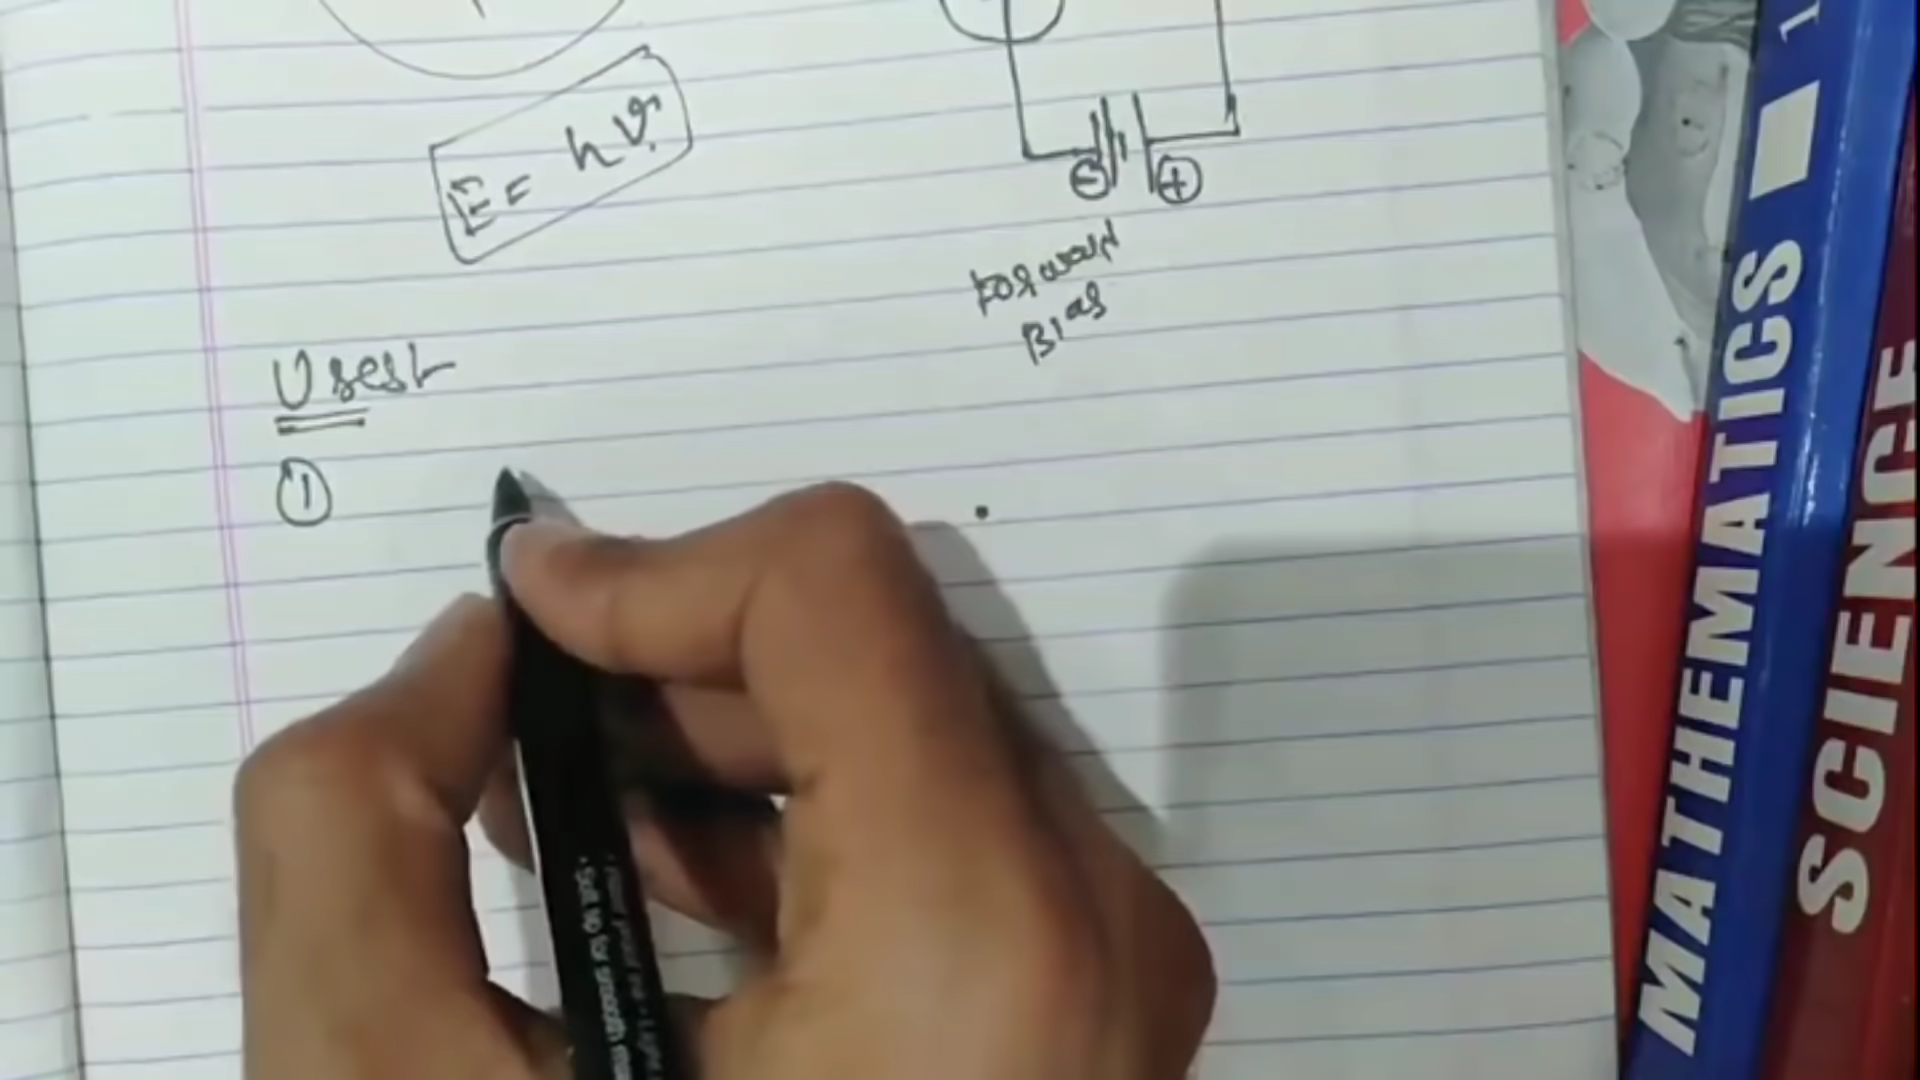 E = hν
⊖ ⊕
Forward
Bias
Uses:-
①
MATHEMATICS
SCIENCE